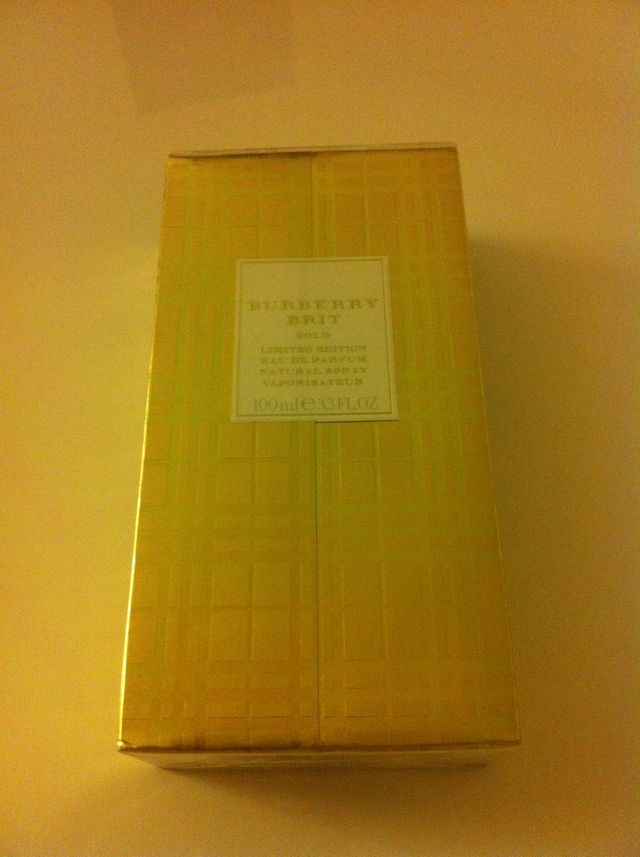 BURBERRY
BRIT
GOLD
LIMITED EDITION
EAU DE PARFUM
NATURAL SPRAY
VAPORISATEUR
100 ml ℮ 3.3 FL.OZ